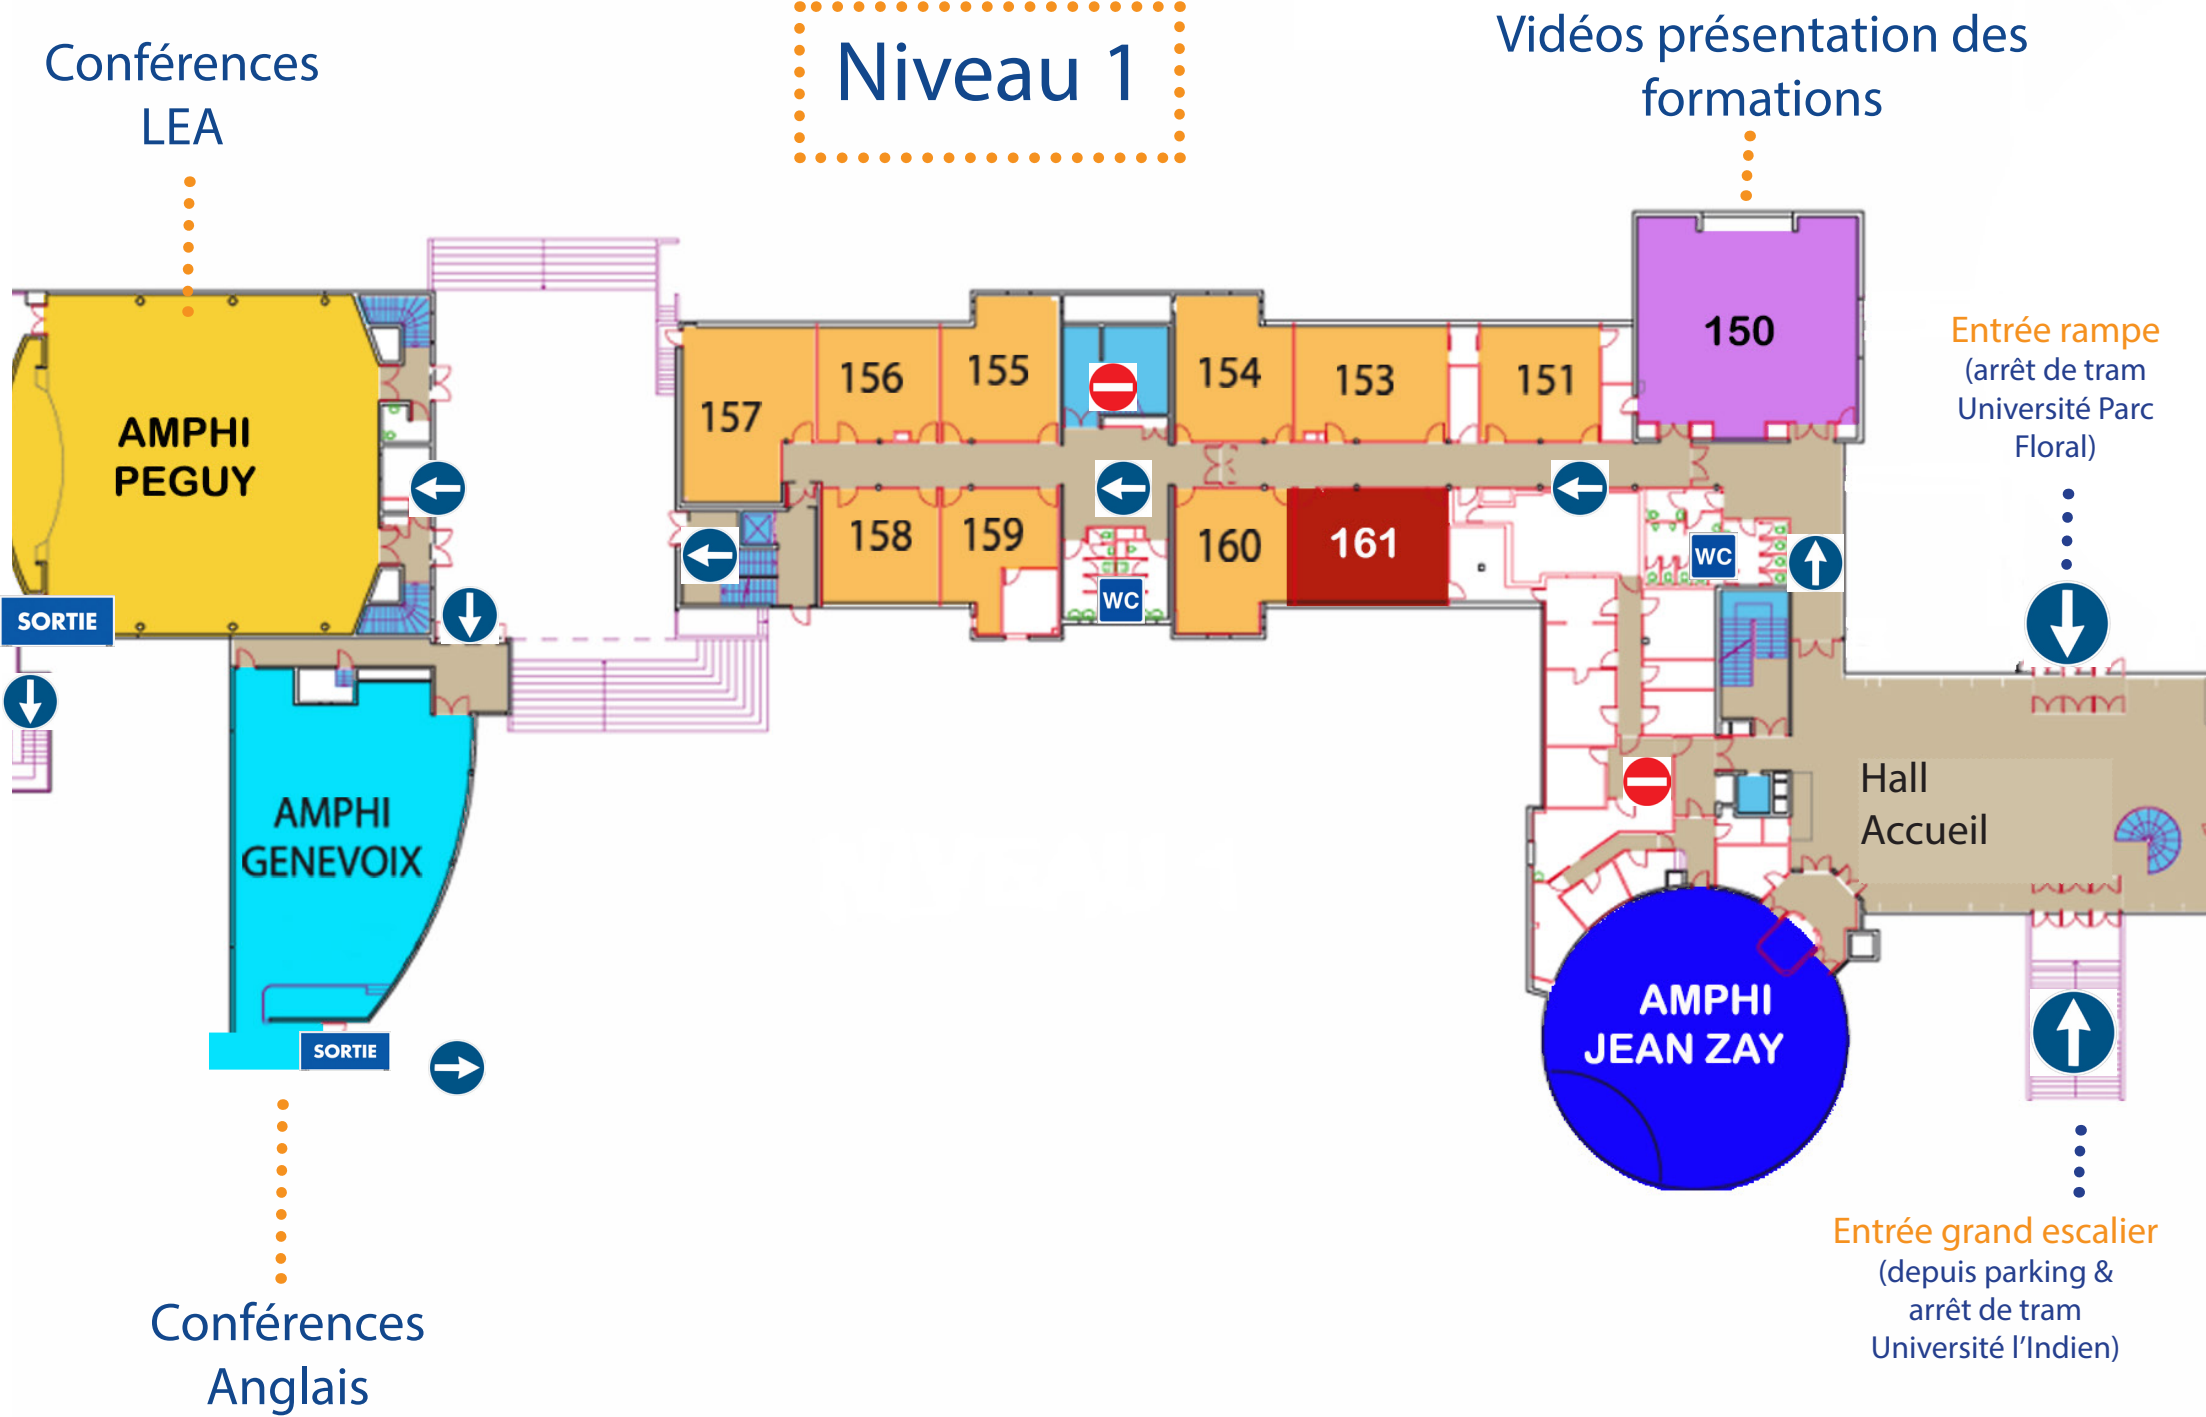 Niveau 1
Conférences
LEA
Vidéos présentation des
formations
150
Entrée rampe
(arrêt de tram
Université Parc
Floral)
157
156
155
154
153
151
AMPHI
PEGUY
158
159
160
161
WC
WC
SORTIE
Hall
Accueil
AMPHI
GENEVOIX
AMPHI
JEAN ZAY
SORTIE
Conférences
Anglais
Entrée grand escalier
(depuis parking &
arrêt de tram
Université l'Indien)